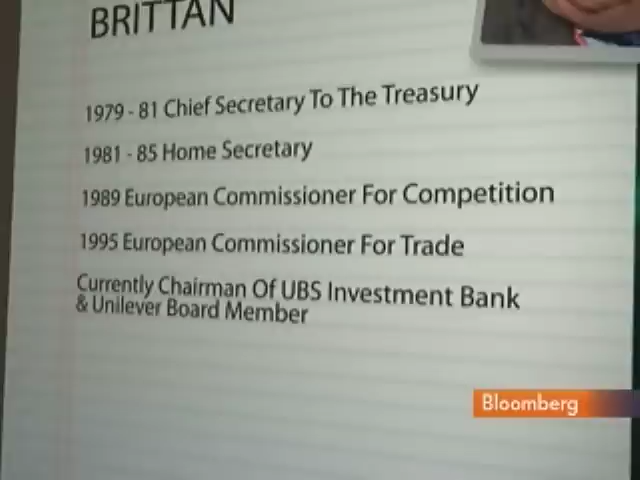 BRITTAN
1979 - 81 Chief Secretary To The Treasury
1981 - 85 Home Secretary
1989 European Commissioner For Competition
1995 European Commissioner For Trade
Currently Chairman Of UBS Investment Bank
& Unilever Board Member
Bloomberg